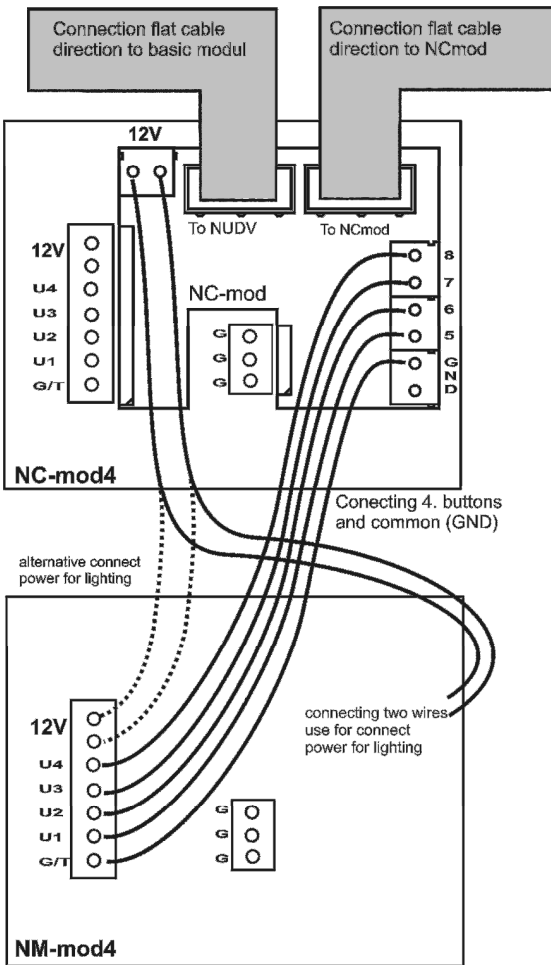 Connection flat cable
direction to basic modul
Connection flat cable
direction to NCmod
12V
To NUDV
To NCmod
12V
U4
U3
U2
U1
G/T
NC-mod
G
G
G
8
7
6
5
G
N
D
NC-mod4
Conecting 4. buttons
and common (GND)
alternative connect
power for lighting
connecting two wires
use for connect
power for lighting
12V
U4
U3
U2
U1
G/T
G
G
G
NM-mod4